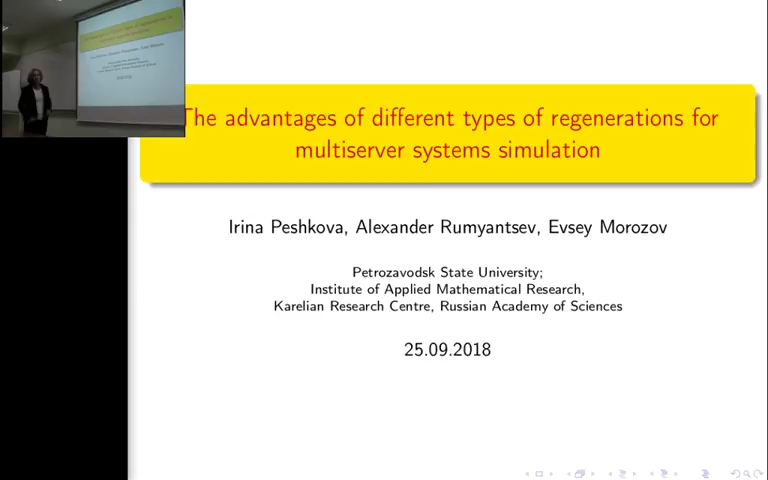 The advantages of different types of regenerations for
multiserver systems simulation
Irina Peshkova, Alexander Rumyantsev, Evsey Morozov
Petrozavodsk State University;
Institute of Applied Mathematical Research,
Karelian Research Centre, Russian Academy of Sciences
25.09.2018